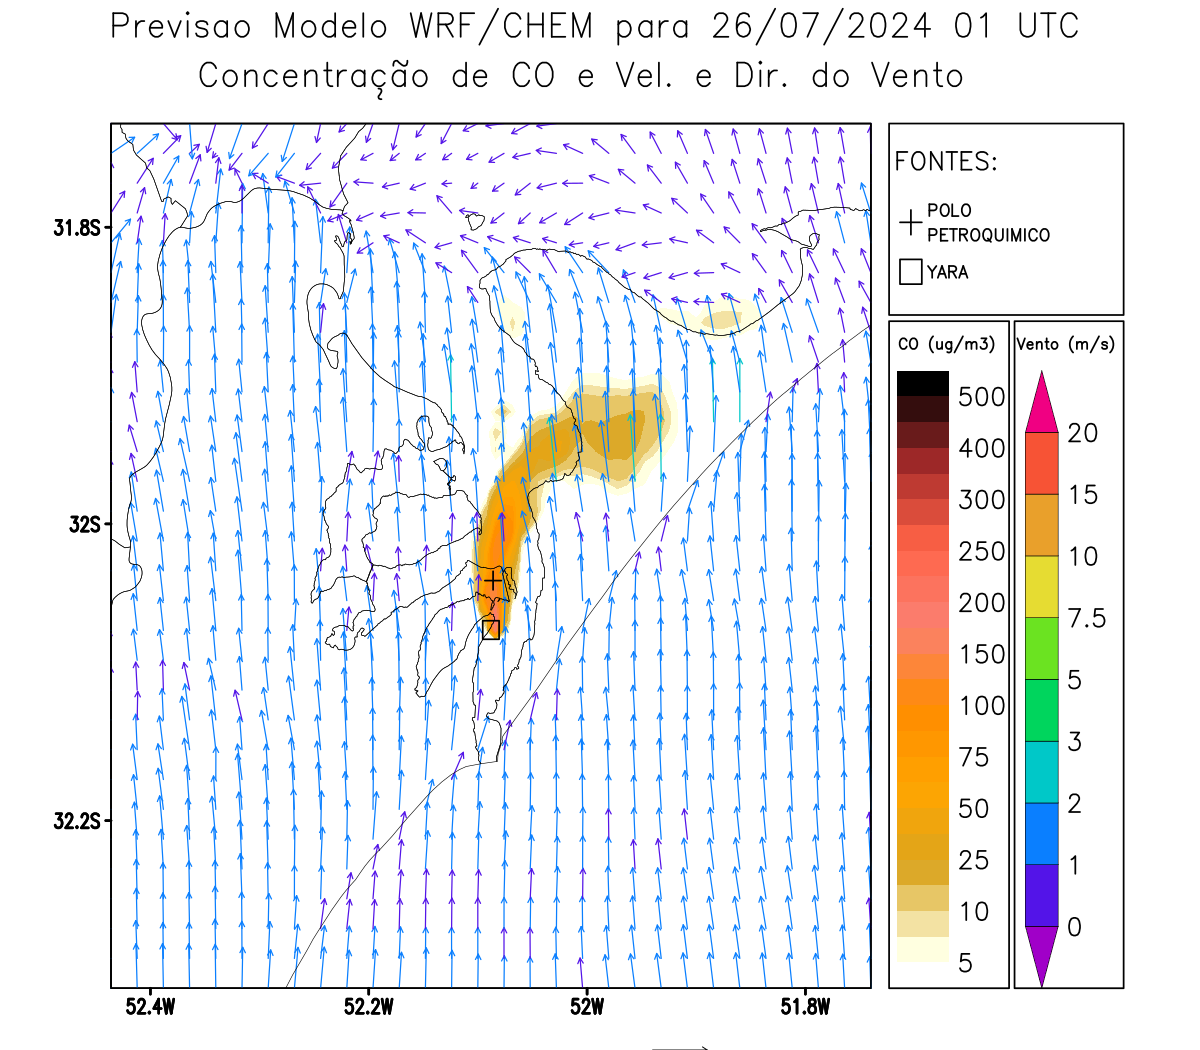 Previsao Modelo WRF/CHEM para 26/07/2024 01 UTC
Concentração de CO e Vel. e Dir. do Vento
FONTES:
POLO
PETROQUIMICO
YARA
CO (ug/m3)
500
400
300
250
200
150
100
75
50
25
10
5
Vento (m/s)
20
15
10
7.5
5
3
2
1
0
31.8S
32S
32.2S
52.4W
52.2W
52W
51.8W